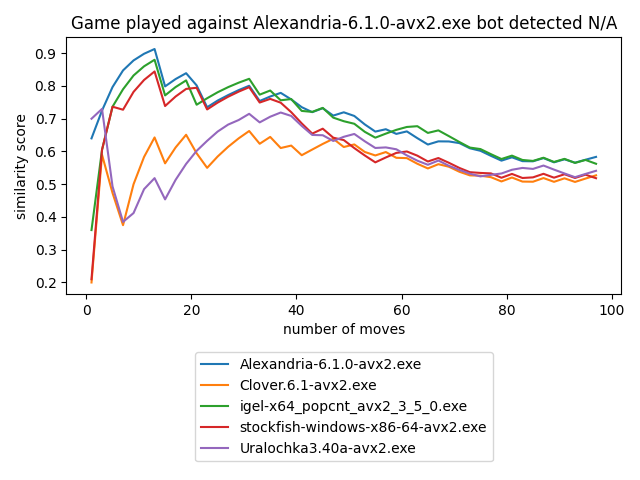 Game played against Alexandria-6.1.0-avx2.exe bot detected N/A
0.9
0.8
0.7
0.6
0.5
0.4
0.3
0.2
similarity score
0 20 40 60 80 100
number of moves
Alexandria-6.1.0-avx2.exe
Clover.6.1-avx2.exe
igel-x64_popcnt_avx2_3_5_0.exe
stockfish-windows-x86-64-avx2.exe
Uralochka3.40a-avx2.exe